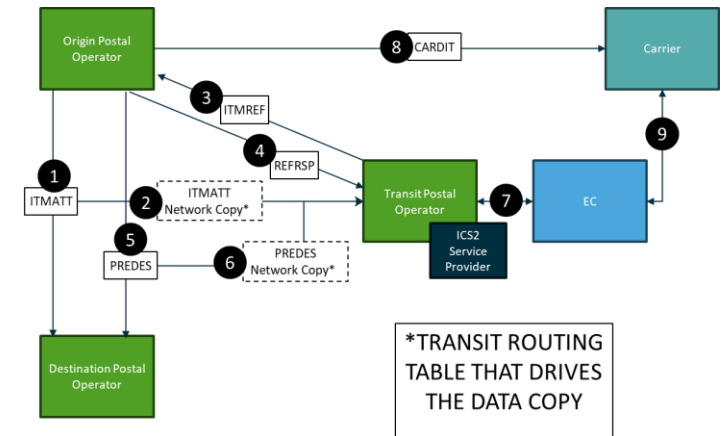 Origin Postal
Operator
8
CARDIT
Carrier
3
ITMREF
4
REFRSP
9
1
ITMATT
2
ITMATT
Network Copy*
Transit Postal
Operator
7
EC
ICS2
Service
Provider
5
PREDES
6
PREDES
Network Copy*
Destination Postal
Operator
*TRANSIT ROUTING
TABLE THAT DRIVES
THE DATA COPY